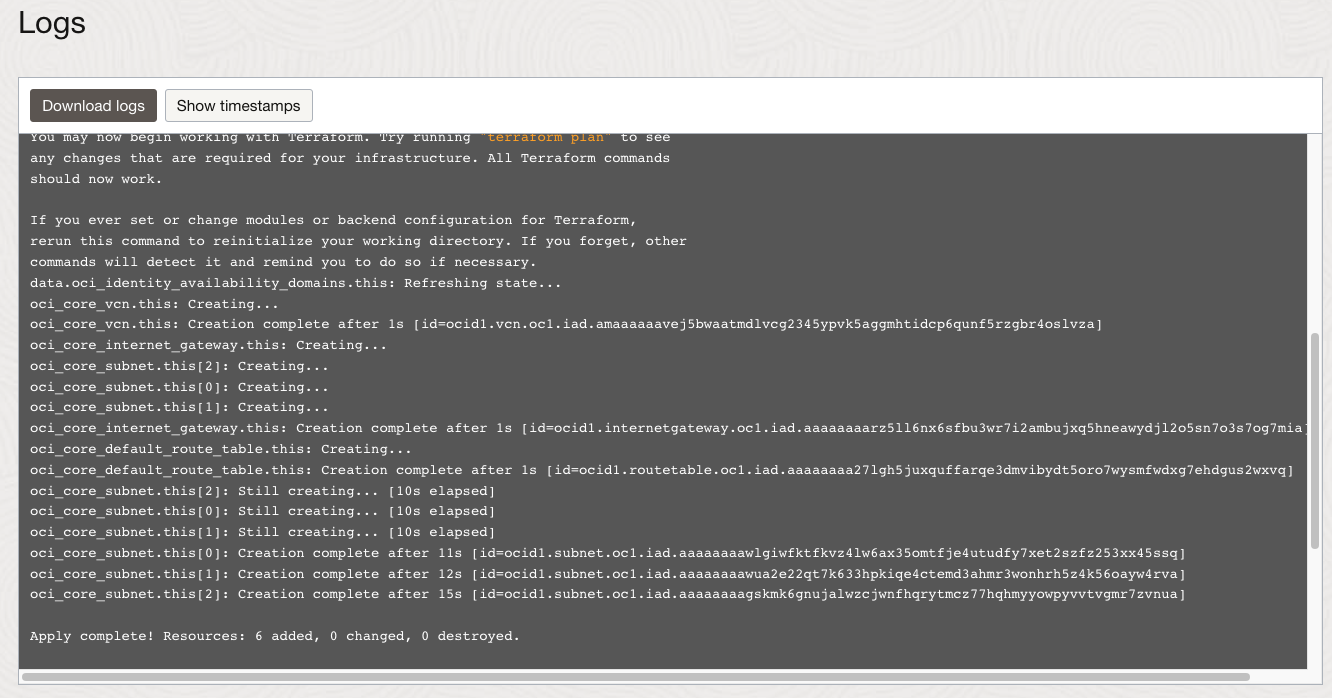 Logs
Download logs
Show timestamps
You may now begin working with Terraform. Try running "terraform plan" to see
any changes that are required for your infrastructure. All Terraform commands
should now work.
If you ever set or change modules or backend configuration for Terraform,
rerun this command to reinitialize your working directory. If you forget, other
commands will detect it and remind you to do so if necessary.
data.oci_identity_availability_domains.this: Refreshing state...
oci_core_vcn.this: Creating...
oci_core_vcn.this: Creation complete after 1s [id=ocid1.vcn.oc1.iad.amaaaaaavej5bwaatmdlvcg2345ypvk5aggmhtidcp6qunf5rzgbr4oslvza]
oci_core_internet_gateway.this: Creating...
oci_core_subnet.this[2]: Creating...
oci_core_subnet.this[0]: Creating...
oci_core_subnet.this[1]: Creating...
oci_core_internet_gateway.this: Creation complete after 1s [id=ocid1.internetgateway.oc1.iad.aaaaaaaarz5ll6nx6sfbu3wr7i2ambujxq5hneawydjl2o5sn7o3s7og7mia]
oci_core_default_route_table.this: Creating...
oci_core_default_route_table.this: Creation complete after 1s [id=ocid1.routetable.oc1.iad.aaaaaaaa27lgh5juxquffarqe3dmvibydt5oro7wysmfwdxg7ehdgus2wxvq]
oci_core_subnet.this[2]: Still creating... [10s elapsed]
oci_core_subnet.this[0]: Still creating... [10s elapsed]
oci_core_subnet.this[1]: Still creating... [10s elapsed]
oci_core_subnet.this[0]: Creation complete after 11s [id=ocid1.subnet.oc1.iad.aaaaaaaawlgiwfktfkvz4lw6ax35omtfje4utudfy7xet2szfz253xx45ssq]
oci_core_subnet.this[1]: Creation complete after 12s [id=ocid1.subnet.oc1.iad.aaaaaaaawua2e22qt7k633hpkiqe4ctemd3ahmr3wonhrh5z4k56oayw4rva]
oci_core_subnet.this[2]: Creation complete after 15s [id=ocid1.subnet.oc1.iad.aaaaaaaagskmk6gnujalwzcjwnfhqrytmcz77hqhmyyowpyvvtvgmr7zvnua]
Apply complete! Resources: 6 added, 0 changed, 0 destroyed.